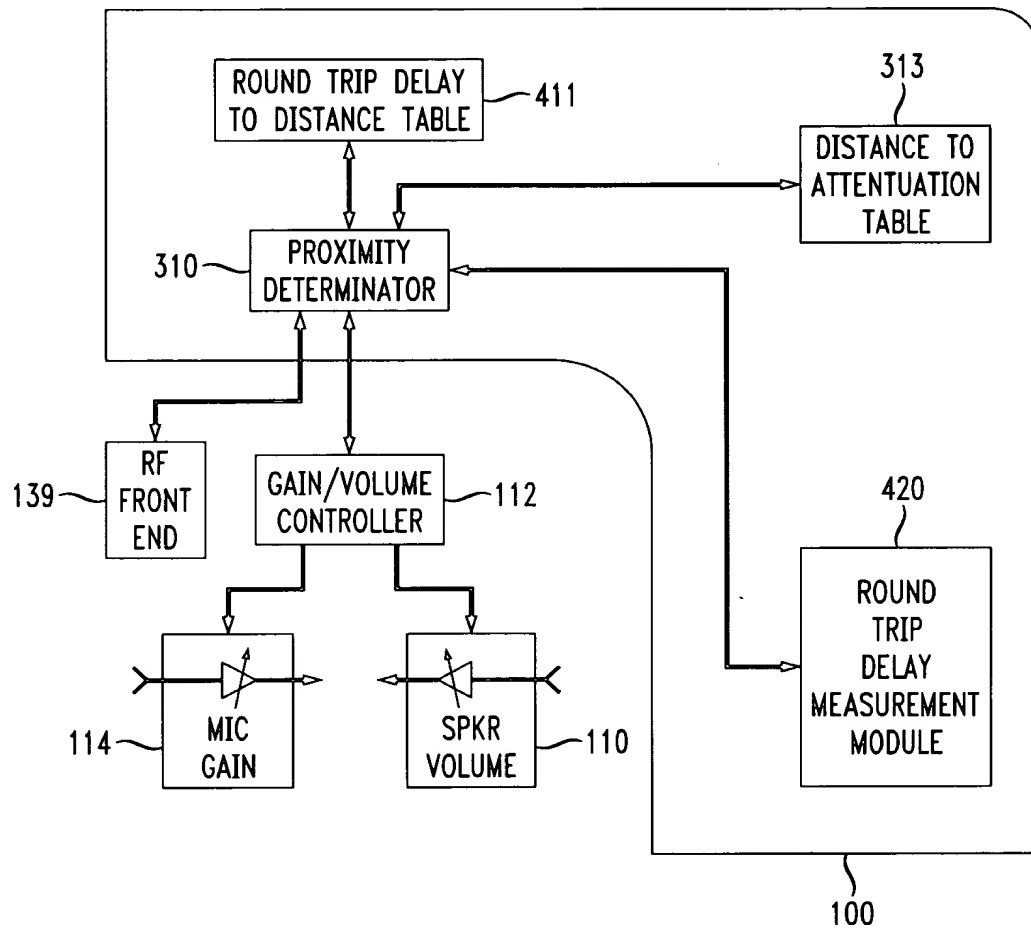 ROUND TRIP DELAY
TO DISTANCE TABLE
411
313
DISTANCE TO
ATTENTUATION
TABLE
310
PROXIMITY
DETERMINATOR
139
RF
FRONT
END
GAIN/VOLUME
CONTROLLER
112
420
ROUND
TRIP
DELAY
MEASUREMENT
MODULE
114
MIC
GAIN
SPKR
VOLUME
110
100